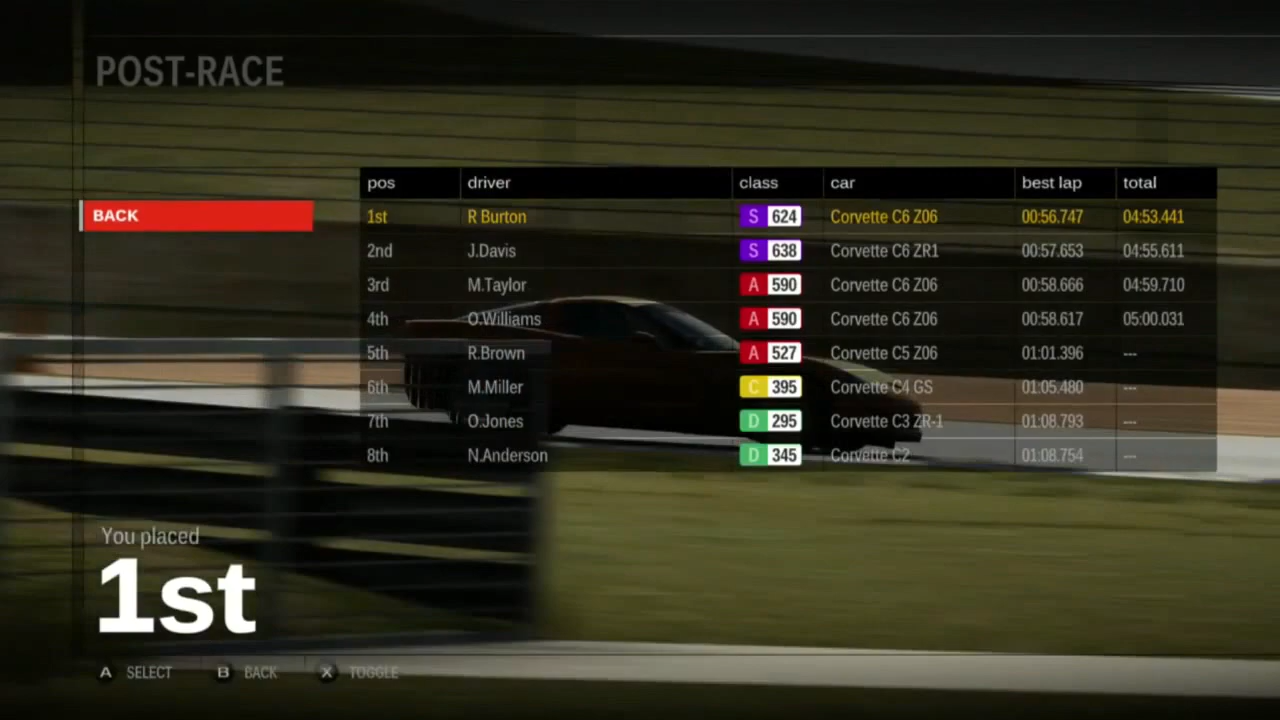 POST-RACE
pos driver class car best lap total
BACK
1st R Burton S 624 Corvette C6 Z06 00:56.747 04:53.441
2nd J.Davis S 638 Corvette C6 ZR1 00:57.653 04:55.611
3rd M.Taylor A 590 Corvette C6 Z06 00:58.666 04:59.710
4th O.Williams A 590 Corvette C6 Z06 00:58.617 05:00.031
5th R.Brown A 527 Corvette C5 Z06 01:01.396 ---
6th M.Miller C 395 Corvette C4 GS 01:05.480 ---
7th O.Jones D 295 Corvette C3 ZR-1 01:08.793 ---
8th N.Anderson D 345 Corvette C2 01:08.754 ---
You placed
1st
A SELECT B BACK X TOGGLE